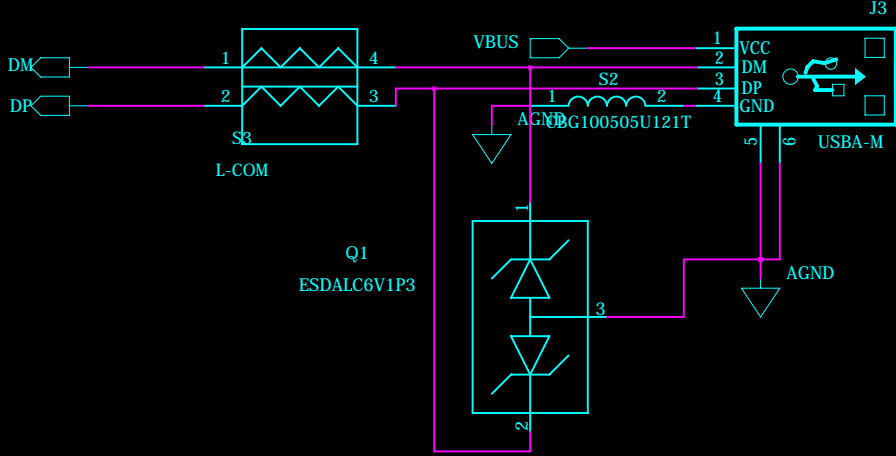 J3
VBUS
1
VCC
DM
1
4
2
DM
S2
3
DP
DP
2
3
1
2
4
GND
S3
AGND
CBG100505U121T
5
6
USBA-M
L-COM
1
Q1
AGND
ESDALC6V1P3
3
2